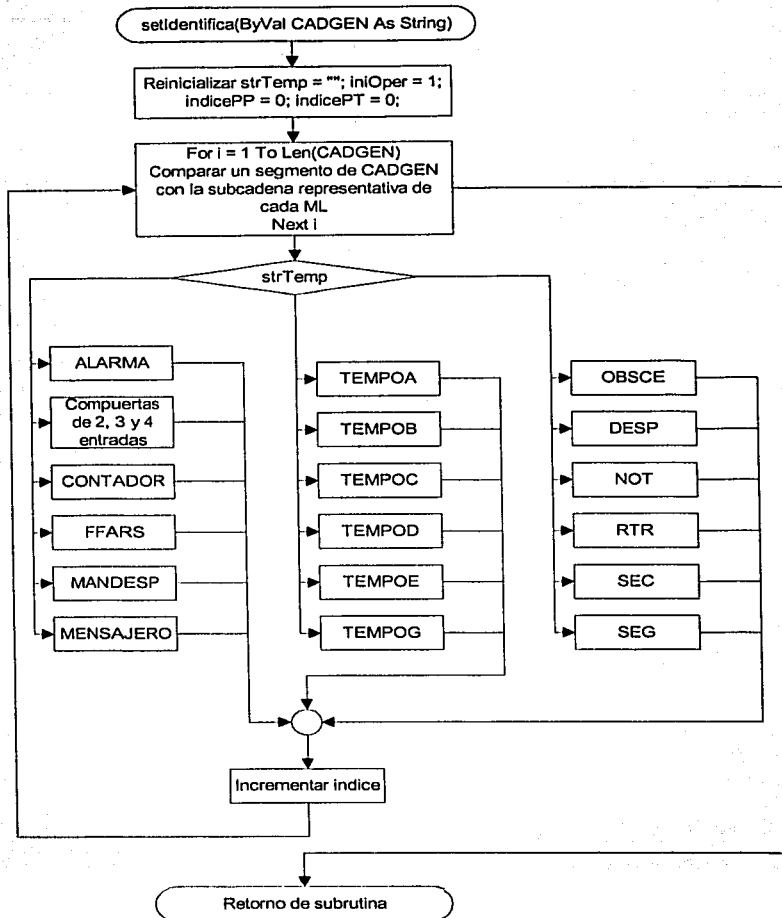 setIdentifica(ByVal CADGEN As String)
Reinicializar strTemp = ""; iniOper = 1;
indicePP = 0; indicePT = 0;
For i = 1 To Len(CADGEN)
Comparar un segmento de CADGEN
con la subcadena representativa de
cada ML
Next i
strTemp
ALARMA
Compuertas
de 2, 3 y 4
entradas
CONTADOR
FFARS
MANDESP
MENSAJERO
TEMPOA
TEMPOB
TEMPOC
TEMPOD
TEMPOE
TEMPOG
OBSCE
DESP
NOT
RTR
SEC
SEG
Incrementar indice
Retorno de subrutina